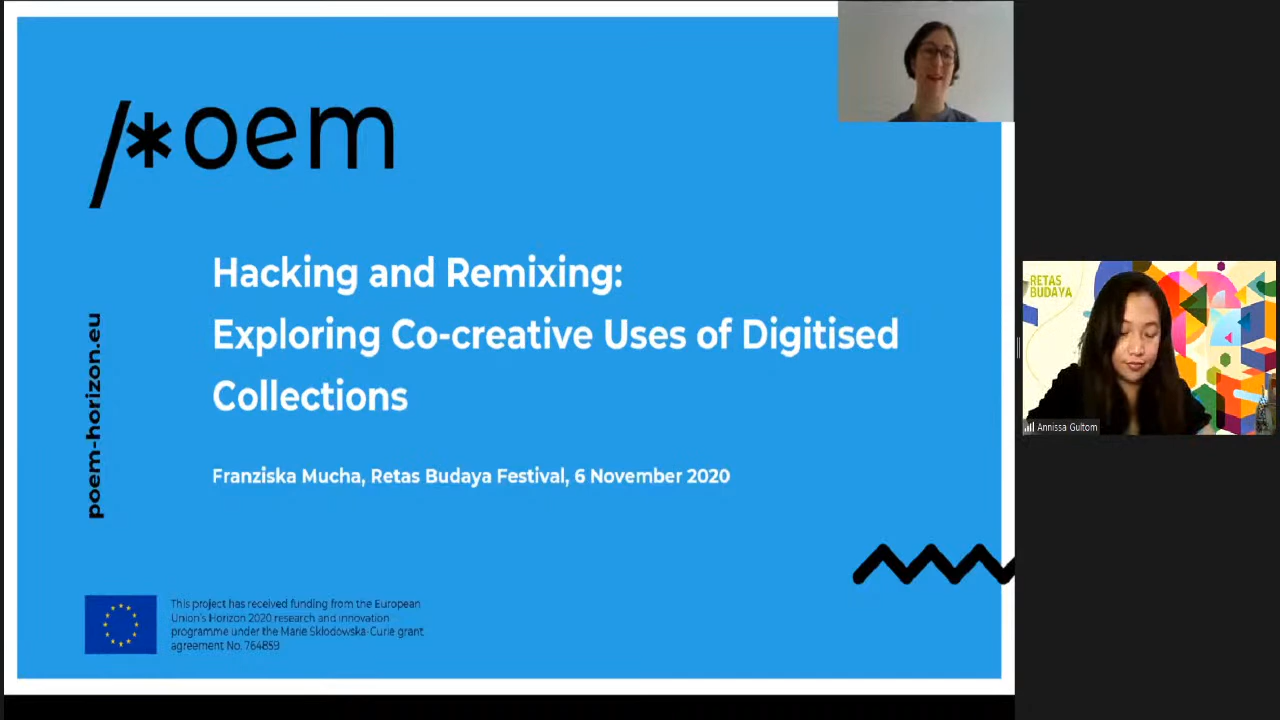 /*oem
Hacking and Remixing:
Exploring Co-creative Uses of Digitised
Collections
Franziska Mucha, Retas Budaya Festival, 6 November 2020
poem-horizon.eu
This project has received funding from the European
Union's Horizon 2020 research and innovation
programme under the Marie Skłodowska-Curie grant
agreement No. 764859
RETAS
BUDAYA
Annissa Gultom